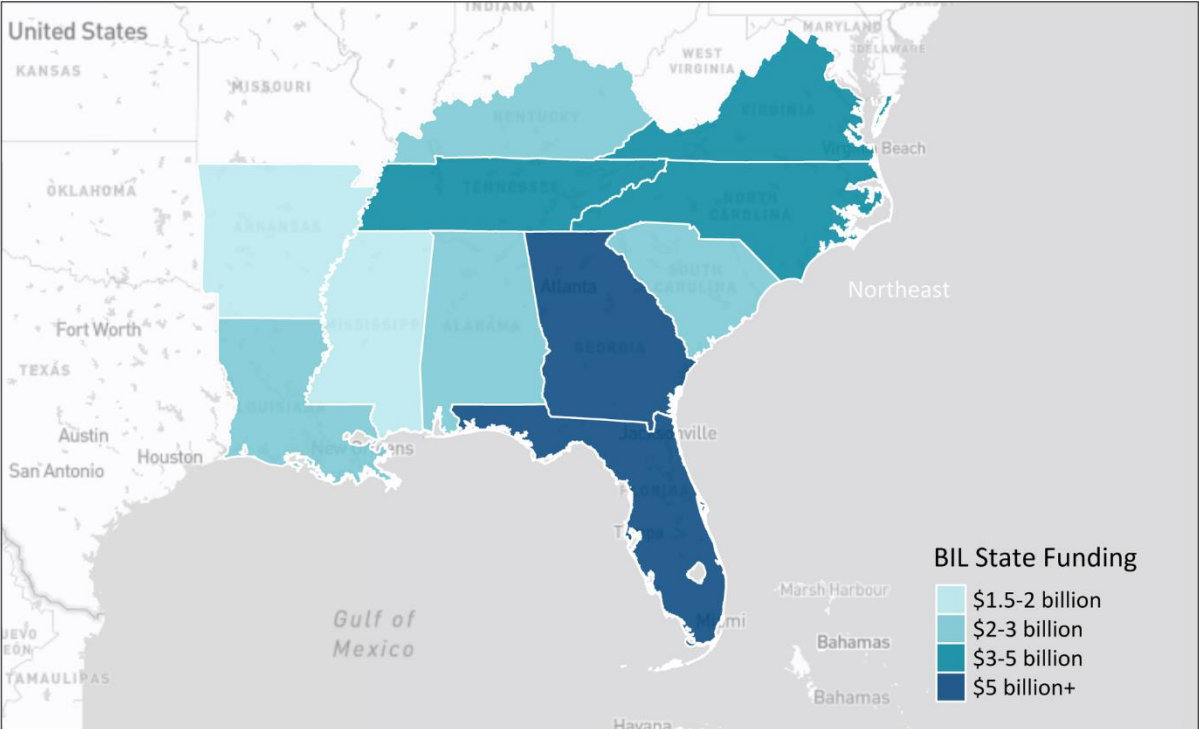 INDIANA
United States
MARYLAND
DELAWARE
KANSAS
WEST
VIRGINIA
MISSOURI
VIRGINIA
KENTUCKY
Virginia Beach
OKLAHOMA
TENNESSEE
NORTH
CAROLINA
ARKANSAS
SOUTH
CAROLINA
Atlanta
Northeast
Fort Worth
MISSISSIPPI
ALABAMA
GEORGIA
TEXAS
LOUISIANA
Austin
Jacksonville
New Orleans
Houston
San Antonio
FLORIDA
Tampa
BIL State Funding
$1.5-2 billion
$2-3 billion
$3-5 billion
$5 billion+
Marsh Harbour
Gulf of
Mexico
Miami
UEVO
EÓN
Bahamas
TAMAULIPAS
Bahamas
Havana